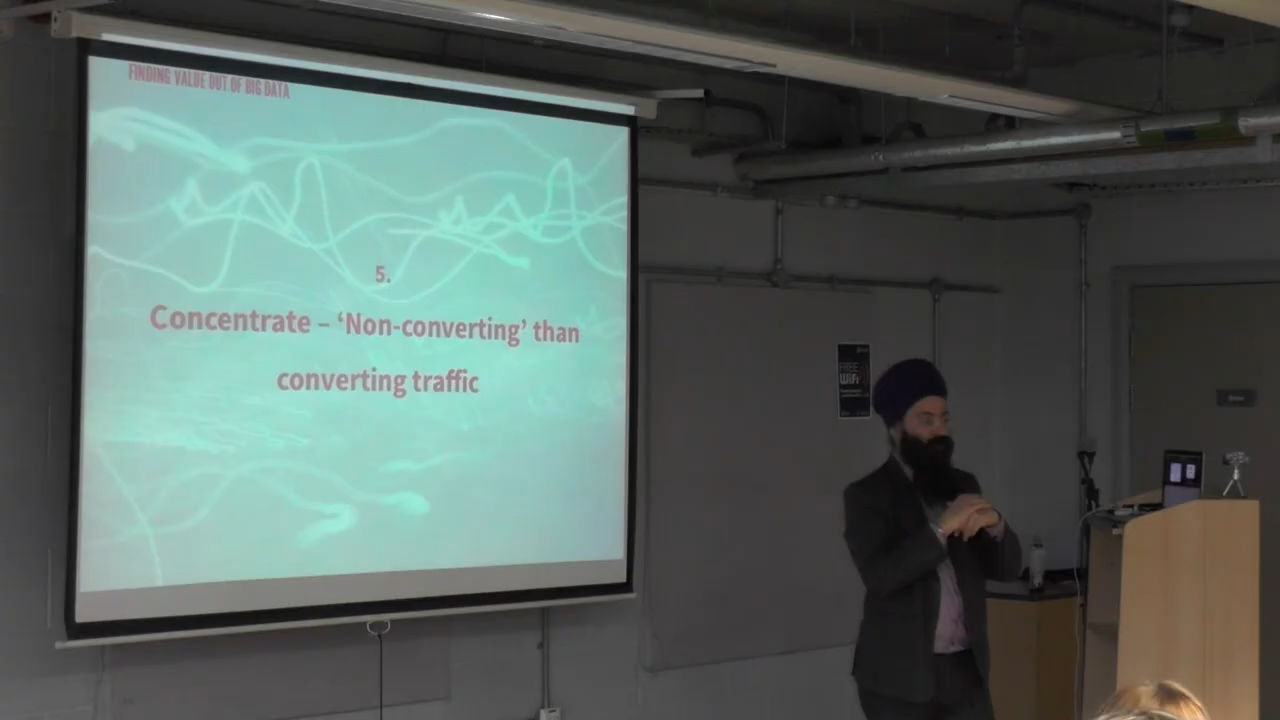 FINDING VALUE OUT OF BIG DATA
5.
Concentrate – ‘Non-converting’ than
converting traffic
FREE
WiFi